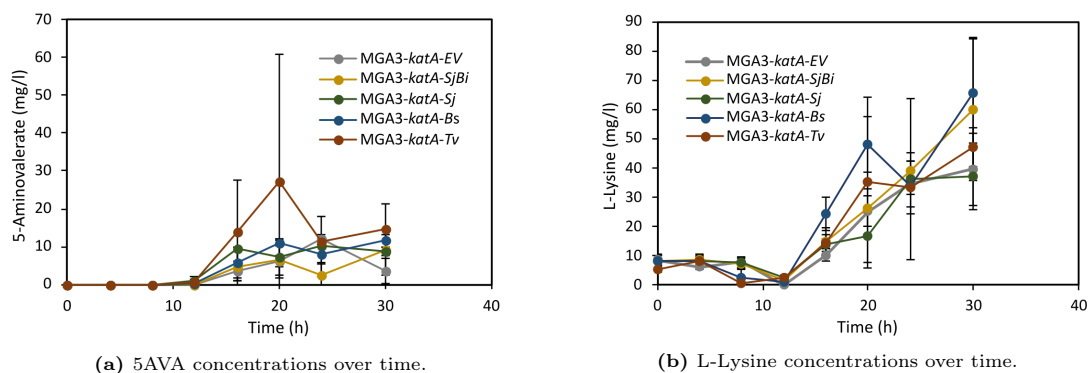 70
60
50
40
30
20
10
0
5-Aminovalerate (mg/l)
MGA3-katA-EV
MGA3-katA-SjBi
MGA3-katA-Sj
MGA3-katA-Bs
MGA3-katA-Tv
0 10 20 30 40
Time (h)
(a) 5AVA concentrations over time.
90
80
70
60
50
40
30
20
10
0
L-Lysine (mg/l)
MGA3-katA-EV
MGA3-katA-SjBi
MGA3-katA-Sj
MGA3-katA-Bs
MGA3-katA-Tv
0 10 20 30 40
Time (h)
(b) L-Lysine concentrations over time.